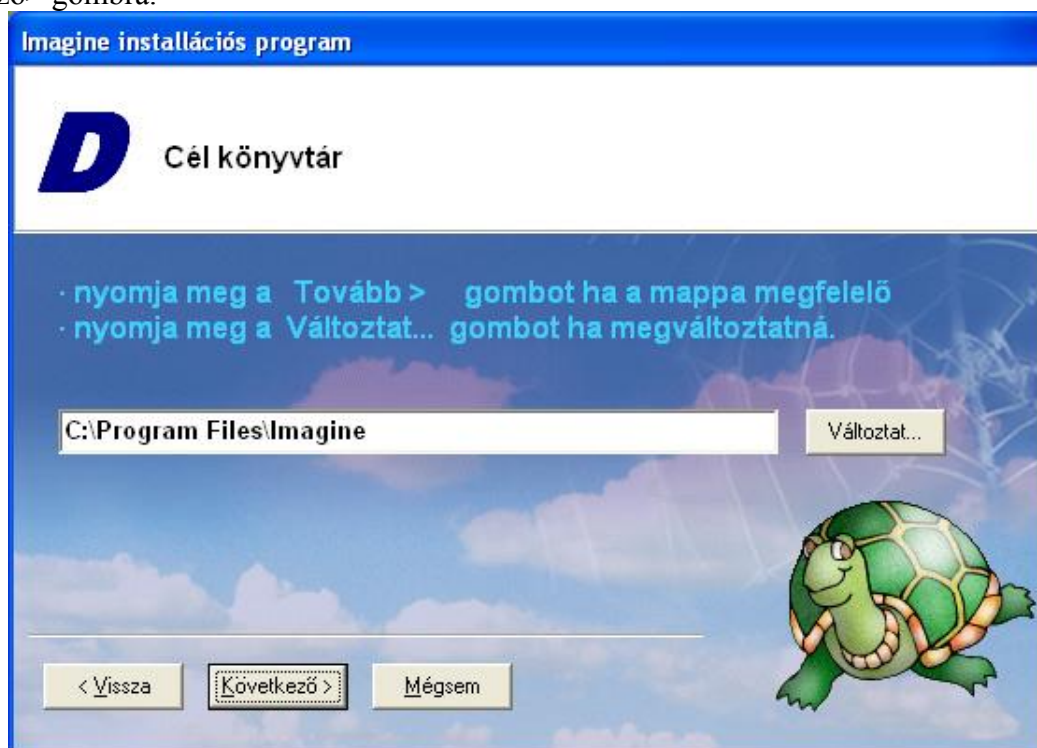 gombra.
Imagine installációs program
D
Cél könyvtár
· nyomja meg a Tovább > gombot ha a mappa megfelelő
· nyomja meg a Változtat... gombot ha megváltoztatná.
C:\Program Files\Imagine
Változtat...
< Vissza
Következő >
Mégsem